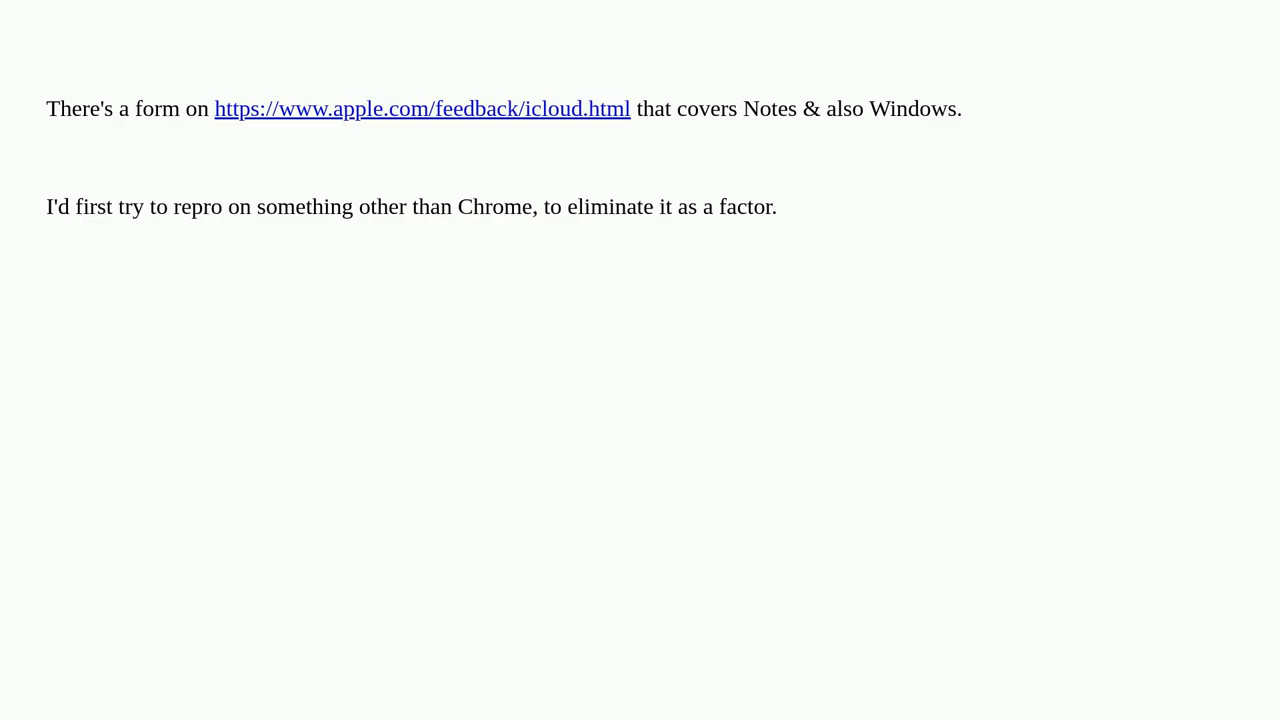 There's a form on https://www.apple.com/feedback/icloud.html that covers Notes & also Windows.
I'd first try to repro on something other than Chrome, to eliminate it as a factor.